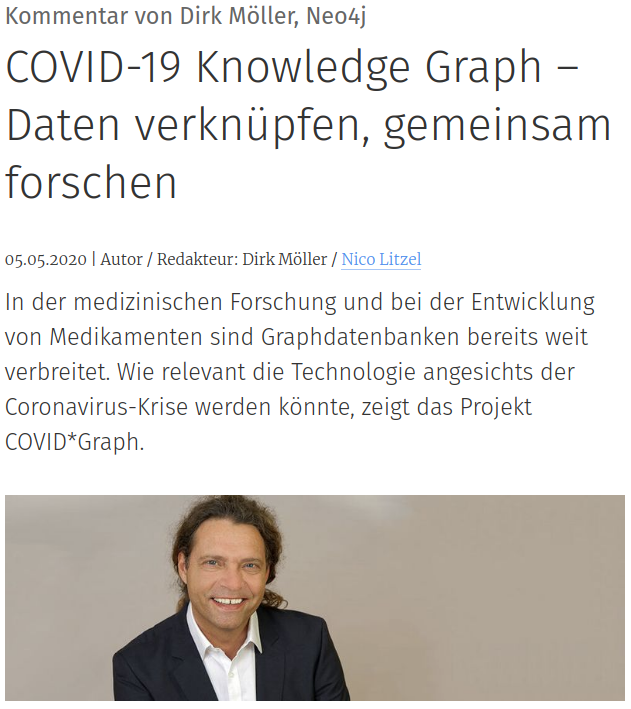 Kommentar von Dirk Möller, Neo4j
COVID-19 Knowledge Graph –
Daten verknüpfen, gemeinsam
forschen
05.05.2020 | Autor / Redakteur: Dirk Möller / Nico Litzel
In der medizinischen Forschung und bei der Entwicklung
von Medikamenten sind Graphdatenbanken bereits weit
verbreitet. Wie relevant die Technologie angesichts der
Coronavirus-Krise werden könnte, zeigt das Projekt
COVID*Graph.